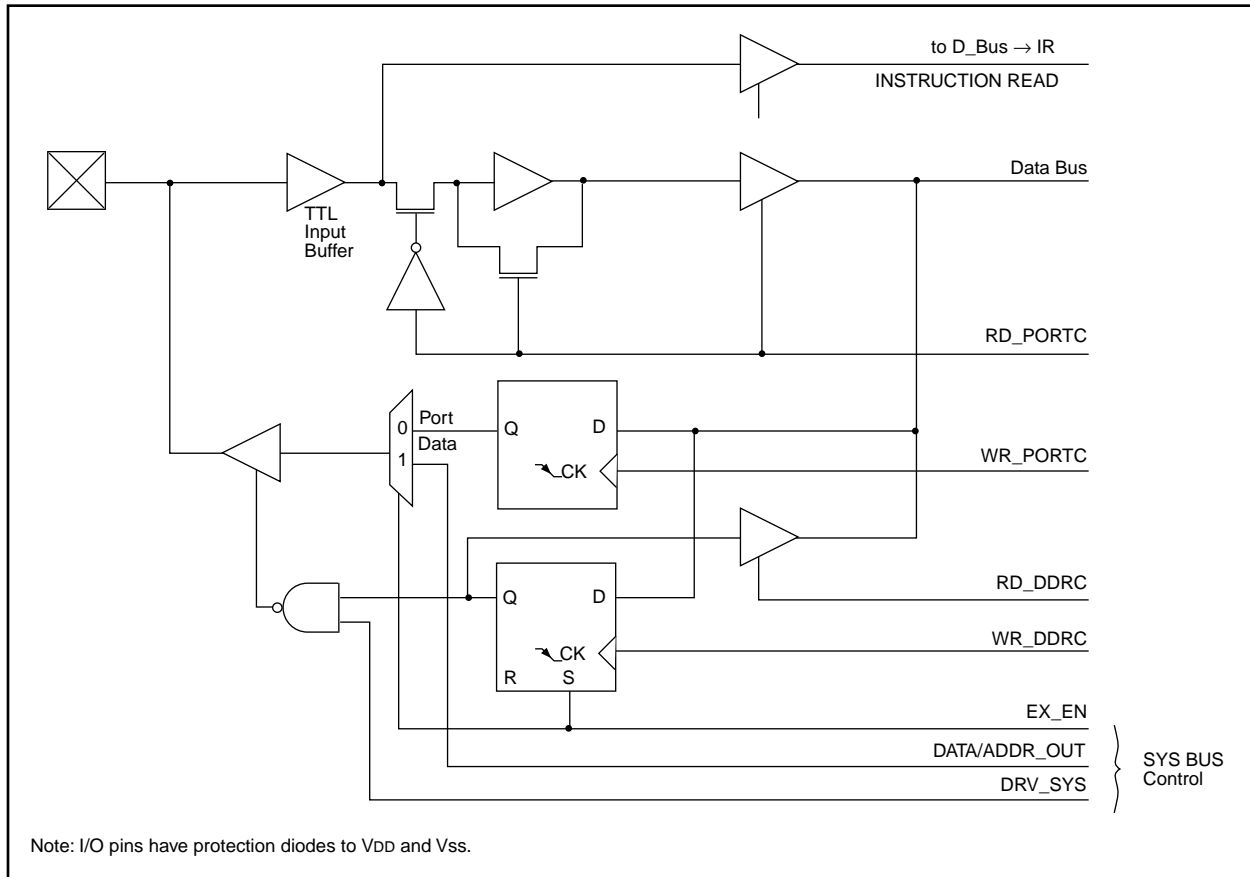 to D_Bus → IR
INSTRUCTION READ
Data Bus
TTL
Input
Buffer
RD_PORTC
Port
0
Q
D
Data
1
CK
WR_PORTC
Q
D
RD_DDRC
CK
WR_DDRC
R
S
EX_EN
DATA/ADDR_OUT
DRV_SYS
SYS BUS
Control
Note: I/O pins have protection diodes to VDD and Vss.